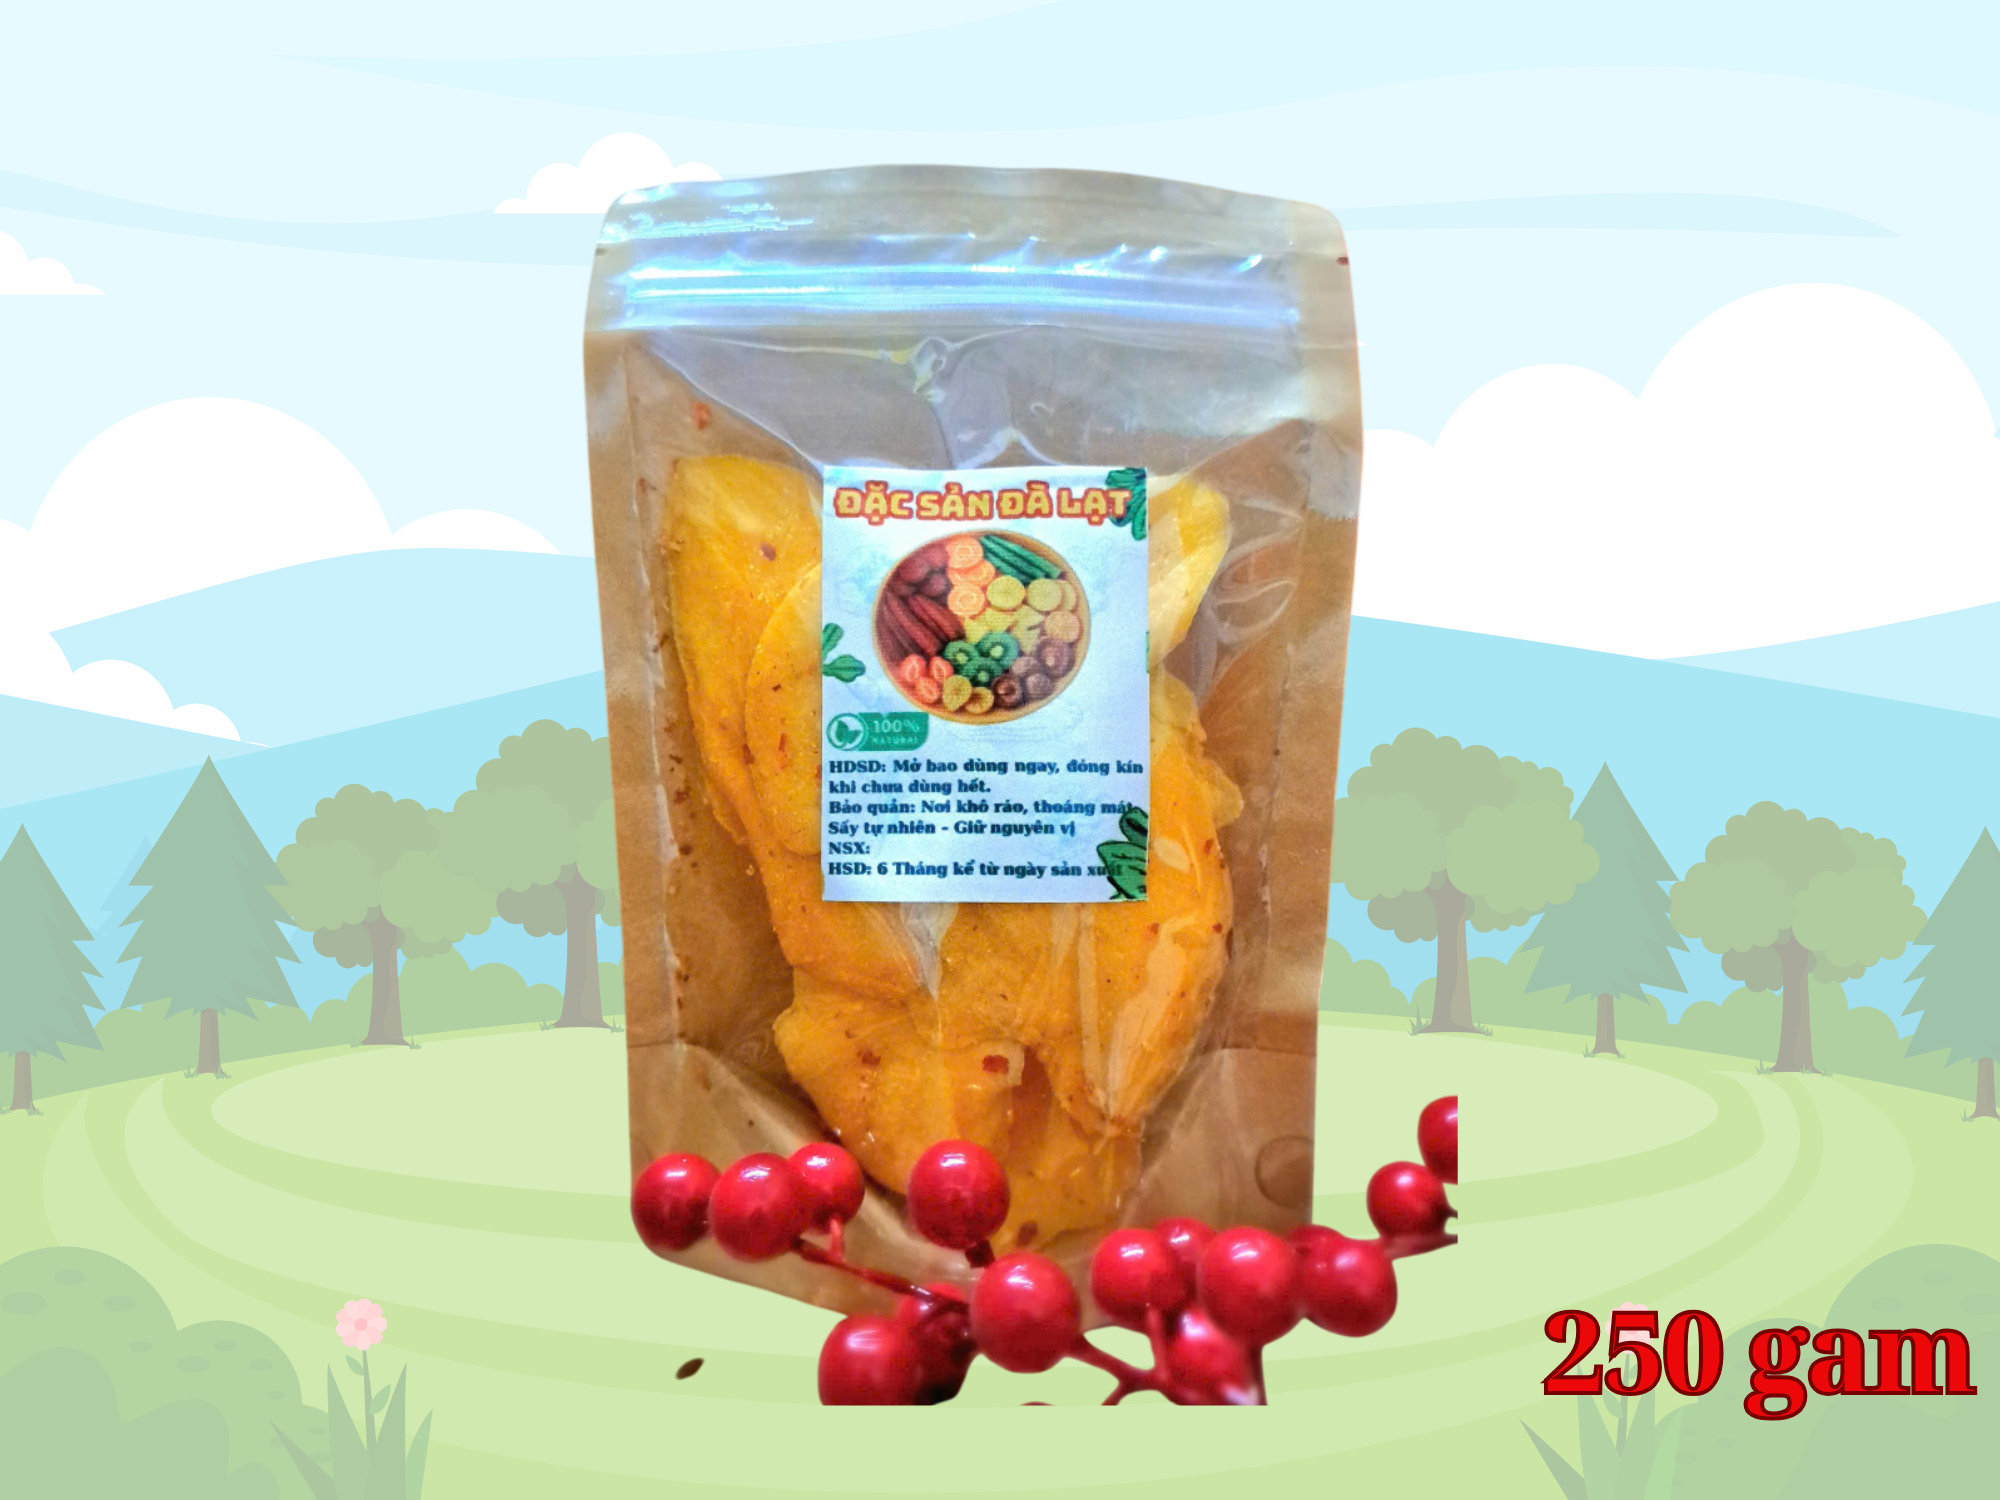 ĐẶC SẢN ĐÀ LẠT
100%
NATURAL
HDSD: Mở bao dùng ngay, đóng kín
khi chưa dùng hết.
Bảo quản: Nơi khô ráo, thoáng mát.
Sấy tự nhiên - Giữ nguyên vị
NSX:
HSD: 6 Tháng kể từ ngày sản xuất
250 gam